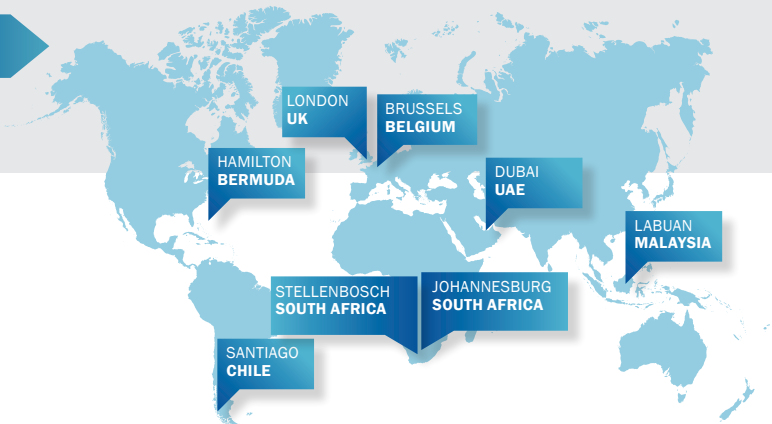 LONDON
UK
BRUSSELS
BELGIUM
HAMILTON
BERMUDA
DUBAI
UAE
LABUAN
MALAYSIA
STELLENBOSCH
SOUTH AFRICA
JOHANNESBURG
SOUTH AFRICA
SANTIAGO
CHILE